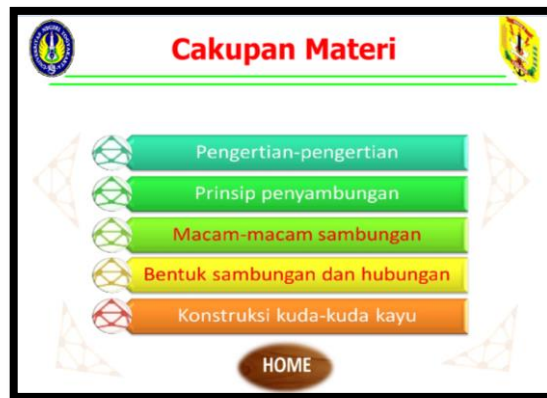 Cakupan Materi
Pengertian-pengertian
Prinsip penyambungan
Macam-macam sambungan
Bentuk sambungan dan hubungan
Konstruksi kuda-kuda kayu
HOME